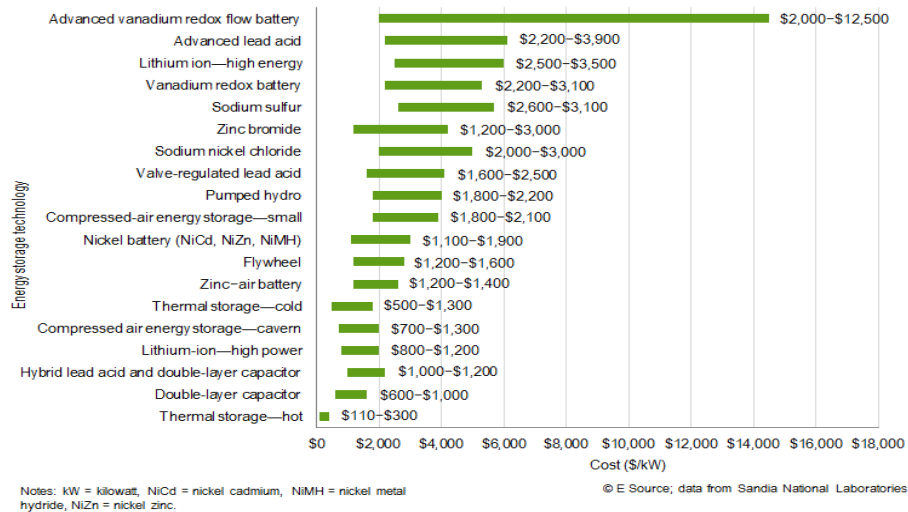 Energy storage technology
Advanced vanadium redox flow battery $2,000−$12,500
Advanced lead acid $2,200−$3,900
Lithium ion—high energy $2,500−$3,500
Vanadium redox battery $2,200−$3,100
Sodium sulfur $2,600−$3,100
Zinc bromide $1,200−$3,000
Sodium nickel chloride $2,000−$3,000
Valve-regulated lead acid $1,600−$2,500
Pumped hydro $1,800−$2,200
Compressed-air energy storage—small $1,800−$2,100
Nickel battery (NiCd, NiZn, NiMH) $1,100−$1,900
Flywheel $1,200−$1,600
Zinc−air battery $1,200−$1,400
Thermal storage—cold $500−$1,300
Compressed air energy storage—cavern $700−$1,300
Lithium-ion—high power $800−$1,200
Hybrid lead acid and double-layer capacitor $1,000−$1,200
Double-layer capacitor $600−$1,000
Thermal storage—hot $110−$300
$0 $2,000 $4,000 $6,000 $8,000 $10,000 $12,000 $14,000 $16,000 $18,000
Cost ($/kW)
Notes: kW = kilowatt, NiCd = nickel cadmium, NiMH = nickel metal
hydride, NiZn = nickel zinc.
© E Source; data from Sandia National Laboratories